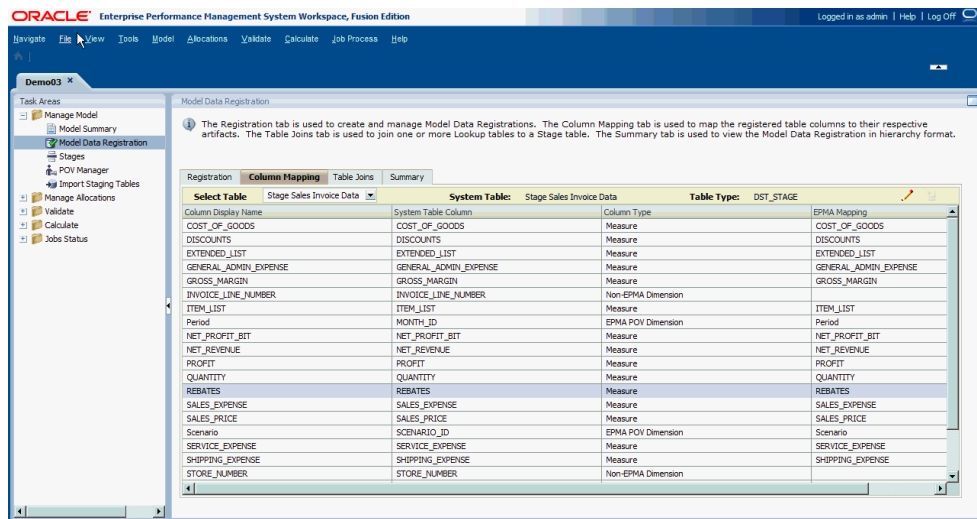 ORACLE Enterprise Performance Management System Workspace, Fusion Edition
Logged in as admin | Help | Log Off
Navigate File View Tools Model Allocations Validate Calculate Job Process Help
Demo03 ×
Task Areas
Manage Model
Model Summary
Model Data Registration
Stages
POV Manager
Import Staging Tables
Manage Allocations
Validate
Calculate
Jobs Status
Model Data Registration
The Registration tab is used to create and manage Model Data Registrations. The Column Mapping tab is used to map the registered table columns to their respective
artifacts. The Table Joins tab is used to join one or more Lookup tables to a Stage table. The Summary tab is used to view the Model Data Registration in hierarchy format.
Registration Column Mapping Table Joins Summary
Select Table Stage Sales Invoice Data System Table: Stage Sales Invoice Data Table Type: DST_STAGE
Column Display Name System Table Column Column Type EPMA Mapping
COST_OF_GOODS COST_OF_GOODS Measure COST_OF_GOODS
DISCOUNTS DISCOUNTS Measure DISCOUNTS
EXTENDED_LIST EXTENDED_LIST Measure EXTENDED_LIST
GENERAL_ADMIN_EXPENSE GENERAL_ADMIN_EXPENSE Measure GENERAL_ADMIN_EXPENSE
GROSS_MARGIN GROSS_MARGIN Measure GROSS_MARGIN
INVOICE_LINE_NUMBER INVOICE_LINE_NUMBER Non-EPMA Dimension
ITEM_LIST ITEM_LIST Measure ITEM_LIST
Period MONTH_ID EPMA POV Dimension Period
NET_PROFIT_BIT NET_PROFIT_BIT Measure NET_PROFIT_BIT
NET_REVENUE NET_REVENUE Measure NET_REVENUE
PROFIT PROFIT Measure PROFIT
QUANTITY QUANTITY Measure QUANTITY
REBATES REBATES Measure REBATES
SALES_EXPENSE SALES_EXPENSE Measure SALES_EXPENSE
SALES_PRICE SALES_PRICE Measure SALES_PRICE
Scenario SCENARIO_ID EPMA POV Dimension Scenario
SERVICE_EXPENSE SERVICE_EXPENSE Measure SERVICE_EXPENSE
SHIPPING_EXPENSE SHIPPING_EXPENSE Measure SHIPPING_EXPENSE
STORE_NUMBER STORE_NUMBER Non-EPMA Dimension